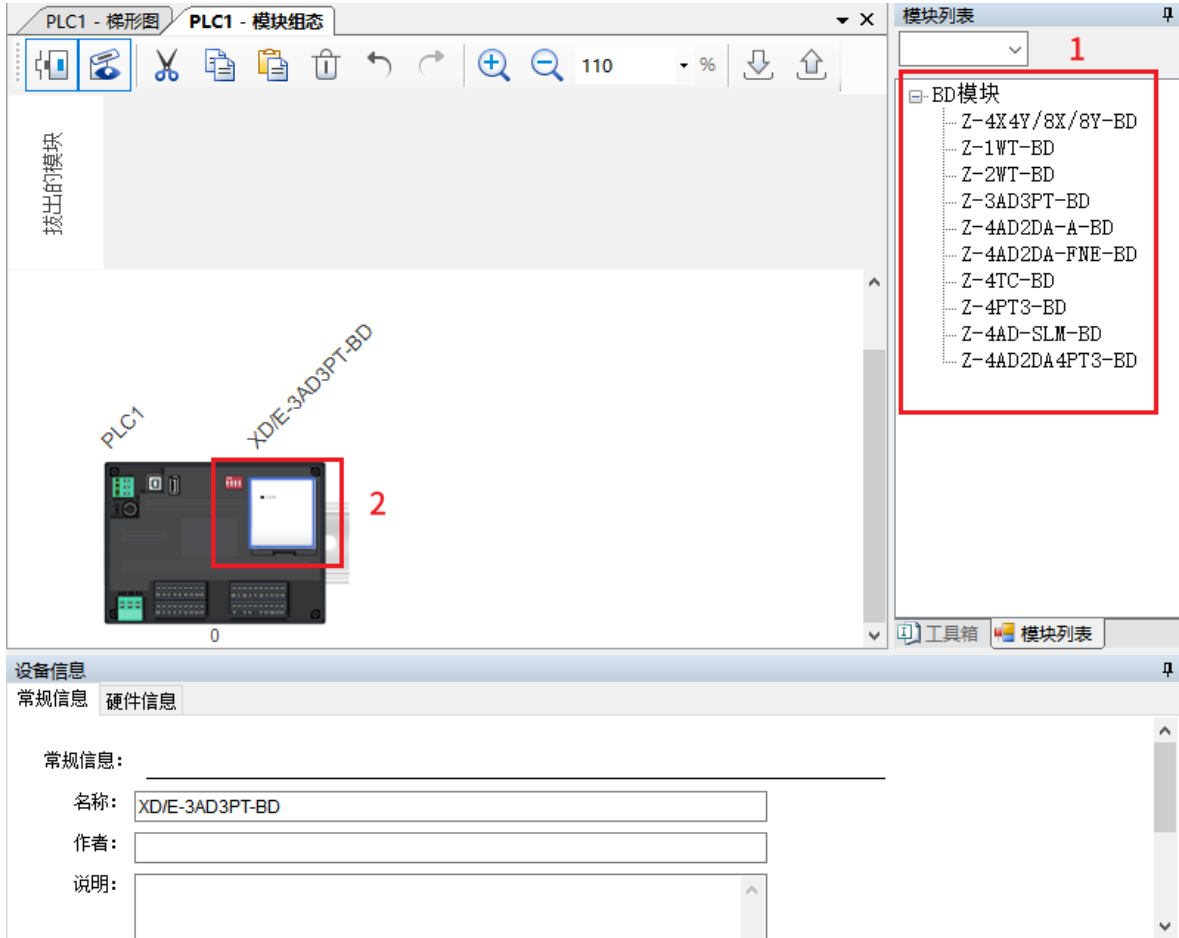 PLC1 - 梯形图 PLC1 - 模块组态
模块列表
110 %
1
拔出的模块
BD模块
Z-4X4Y/8X/8Y-BD
Z-1WT-BD
Z-2WT-BD
Z-3AD3PT-BD
Z-4AD2DA-A-BD
Z-4AD2DA-FNE-BD
Z-4TC-BD
Z-4PT3-BD
Z-4AD-SLM-BD
Z-4AD2DA4PT3-BD
PLC1
XD/E-3AD3PT-BD
2
0
工具箱 模块列表
设备信息
常规信息 硬件信息
常规信息：
名称： XD/E-3AD3PT-BD
作者：
说明：